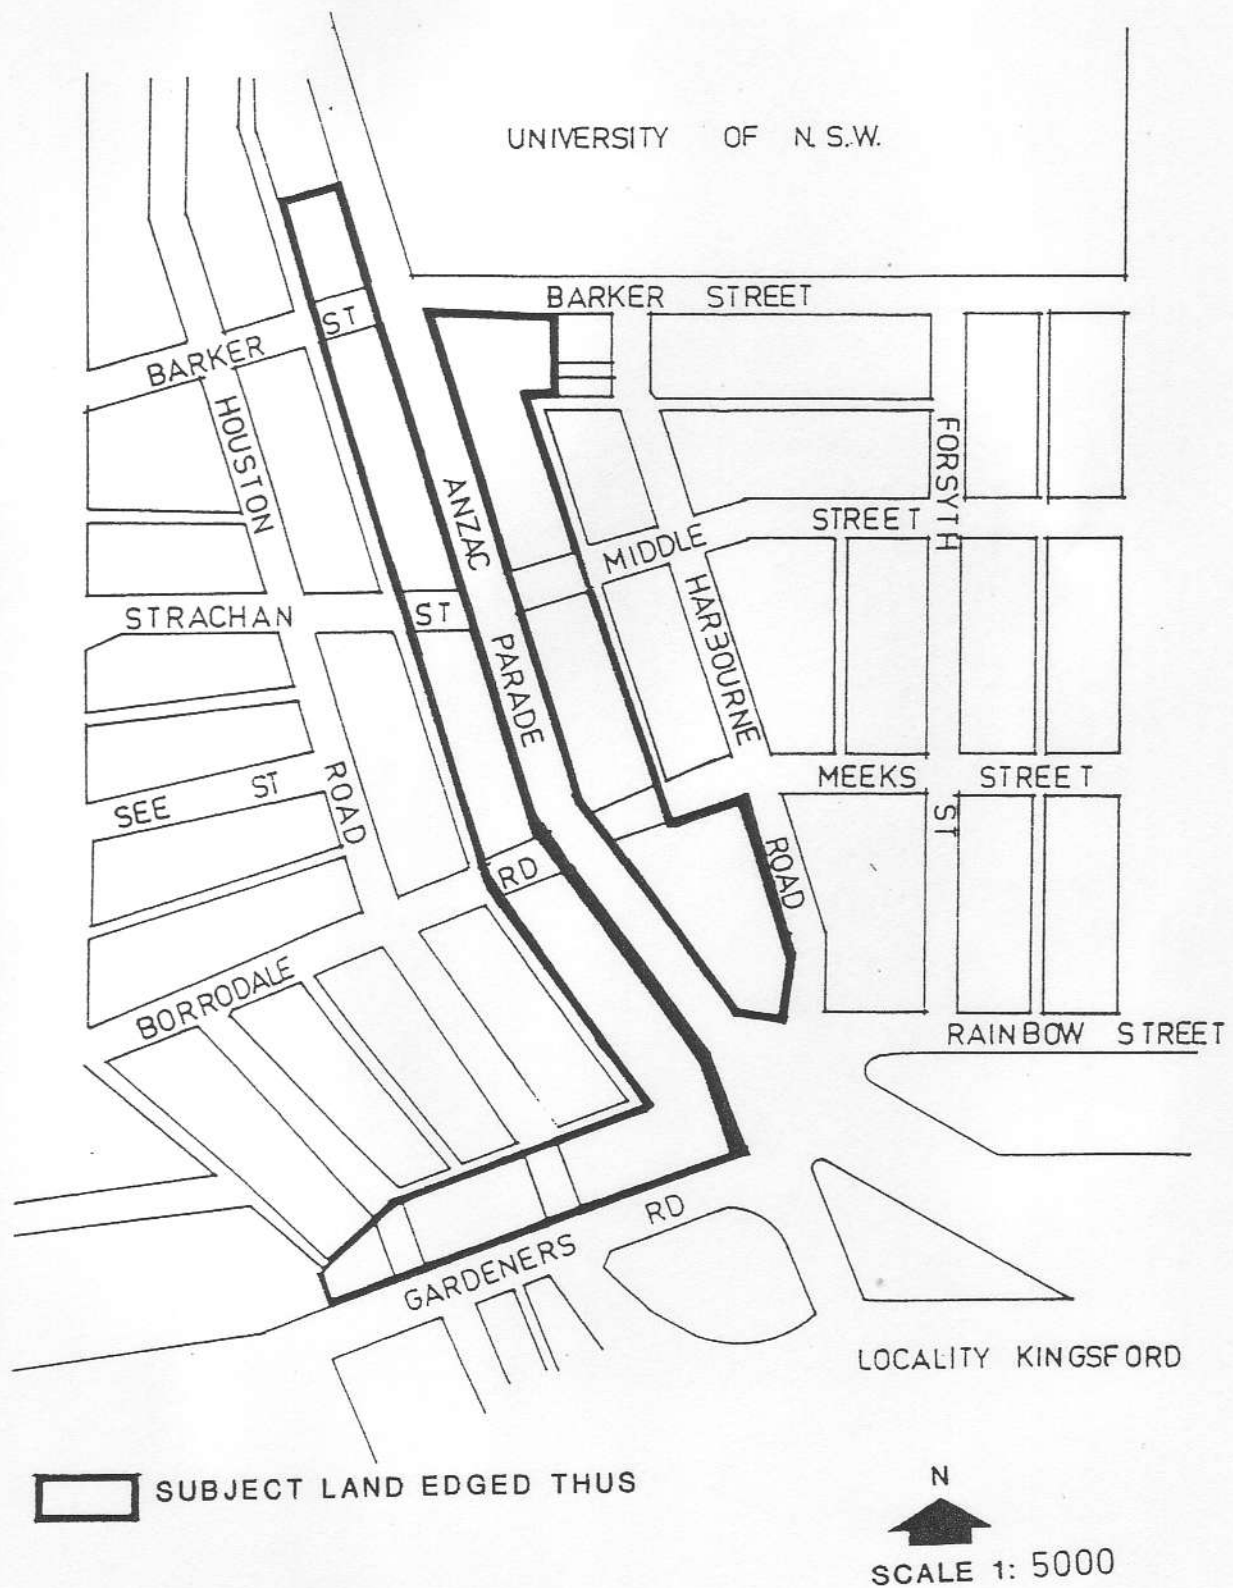 UNIVERSITY OF N.S.W.
BARKER STREET
BARKER ST
HOUSTON ROAD
ANZAC PARADE
FORSYTH ST
MIDDLE STREET
STRACHAN ST
HARBOURNE ROAD
SEE ST
MEEKS STREET
BORRODALE RD
RAINBOW STREET
GARDENERS RD
LOCALITY KINGSFORD
SUBJECT LAND EDGED THUS
N
SCALE 1: 5000